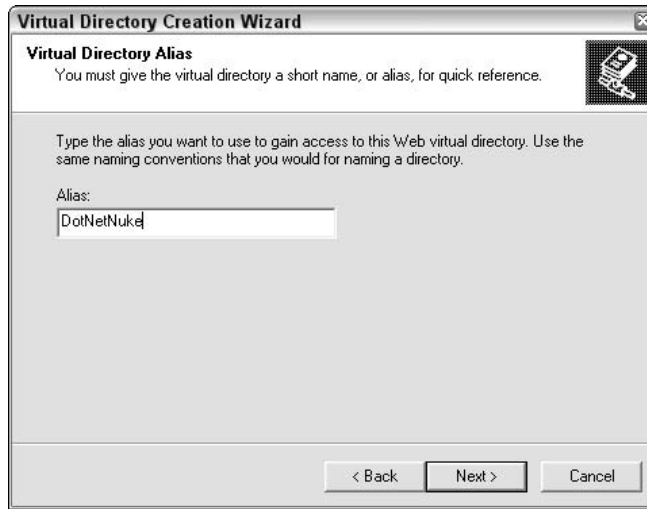 Virtual Directory Creation Wizard
Virtual Directory Alias
You must give the virtual directory a short name, or alias, for quick reference.
Type the alias you want to use to gain access to this Web virtual directory. Use the
same naming conventions that you would for naming a directory.
Alias:
DotNetNuke
< Back Next > Cancel